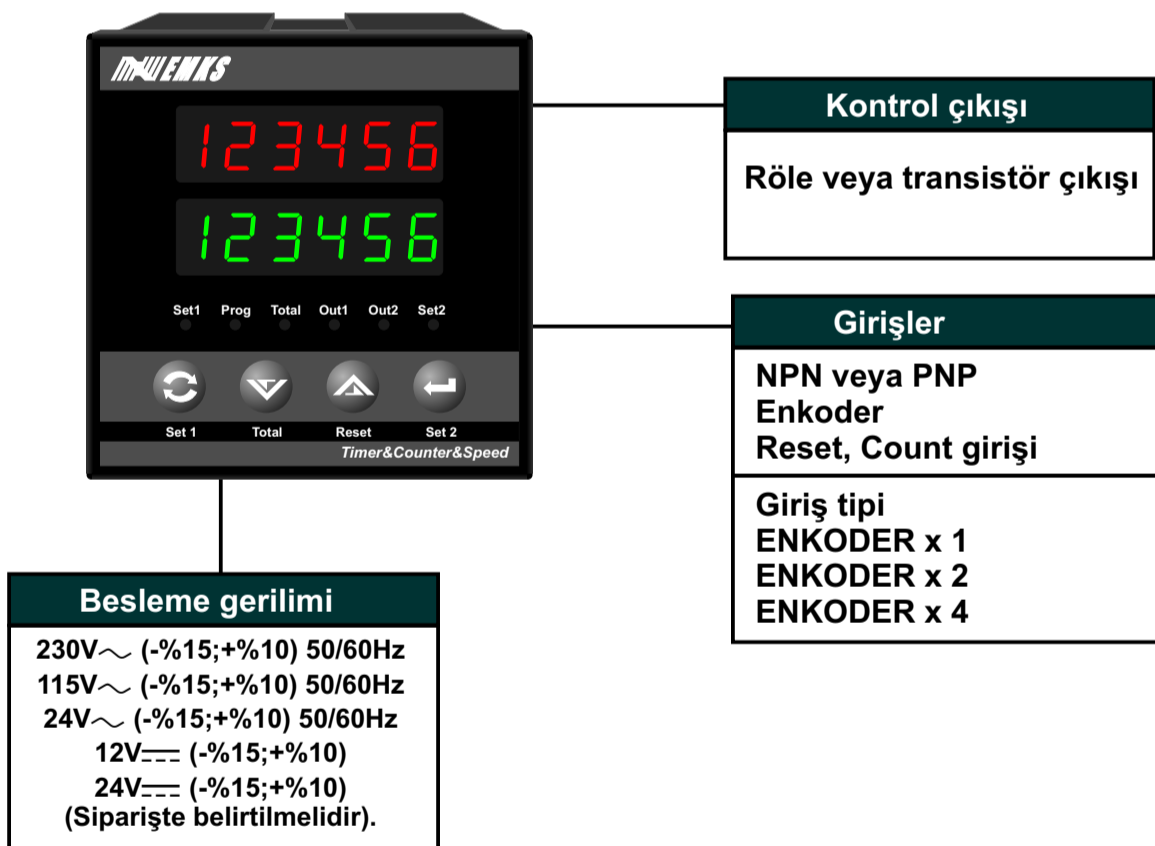 ENKS
123456
123456
Set1 Prog Total Out1 Out2 Set2
Set 1 Total Reset Set 2
Timer&Counter&Speed
Kontrol çıkışı
Röle veya transistör çıkışı
Girişler
NPN veya PNP
Enkoder
Reset, Count girişi
Giriş tipi
ENKODER x 1
ENKODER x 2
ENKODER x 4
Besleme gerilimi
230V~ (-%15;+%10) 50/60Hz
115V~ (-%15;+%10) 50/60Hz
24V~ (-%15;+%10) 50/60Hz
12V⎓ (-%15;+%10)
24V⎓ (-%15;+%10)
(Siparişte belirtilmelidir).